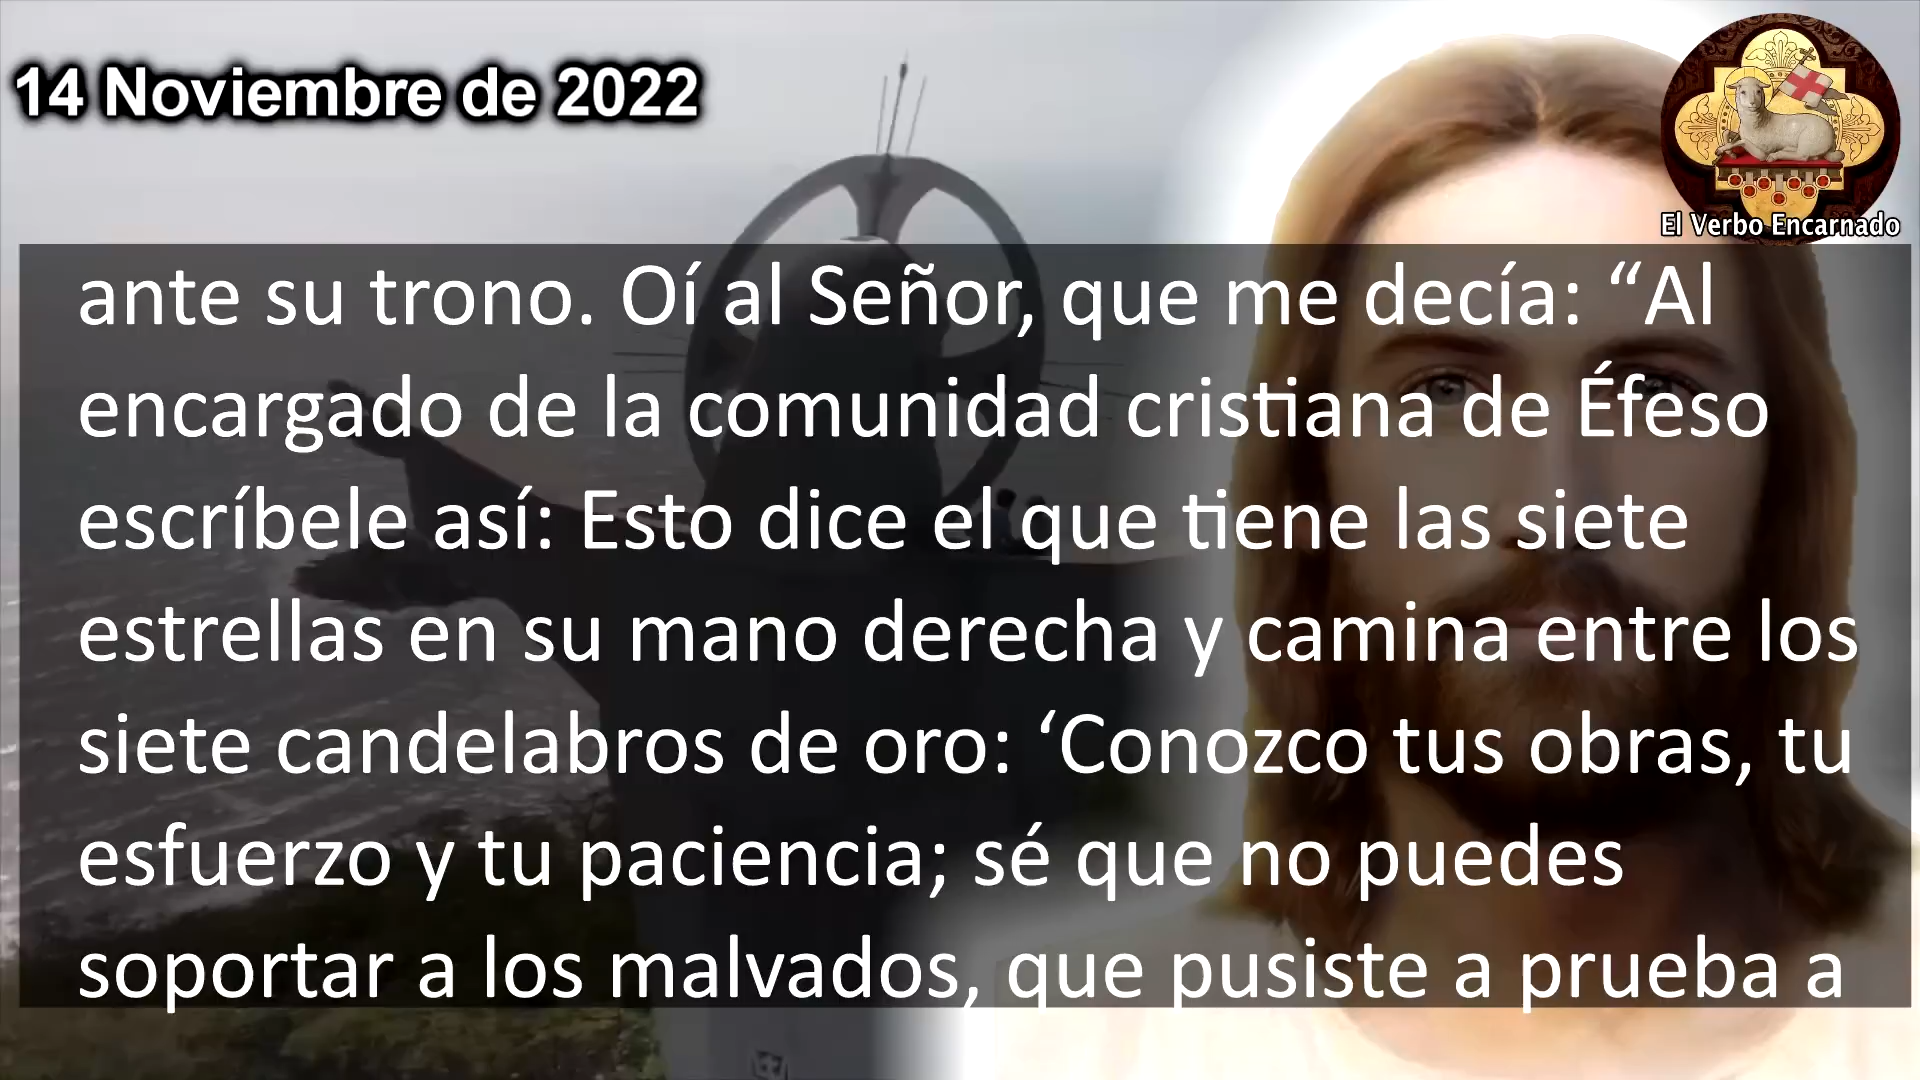 14 Noviembre de 2022
El Verbo Encarnado
ante su trono. Oí al Señor, que me decía: “Al
encargado de la comunidad cristiana de Éfeso
escríbele así: Esto dice el que tiene las siete
estrellas en su mano derecha y camina entre los
siete candelabros de oro: ‘Conozco tus obras, tu
esfuerzo y tu paciencia; sé que no puedes
soportar a los malvados, que pusiste a prueba a